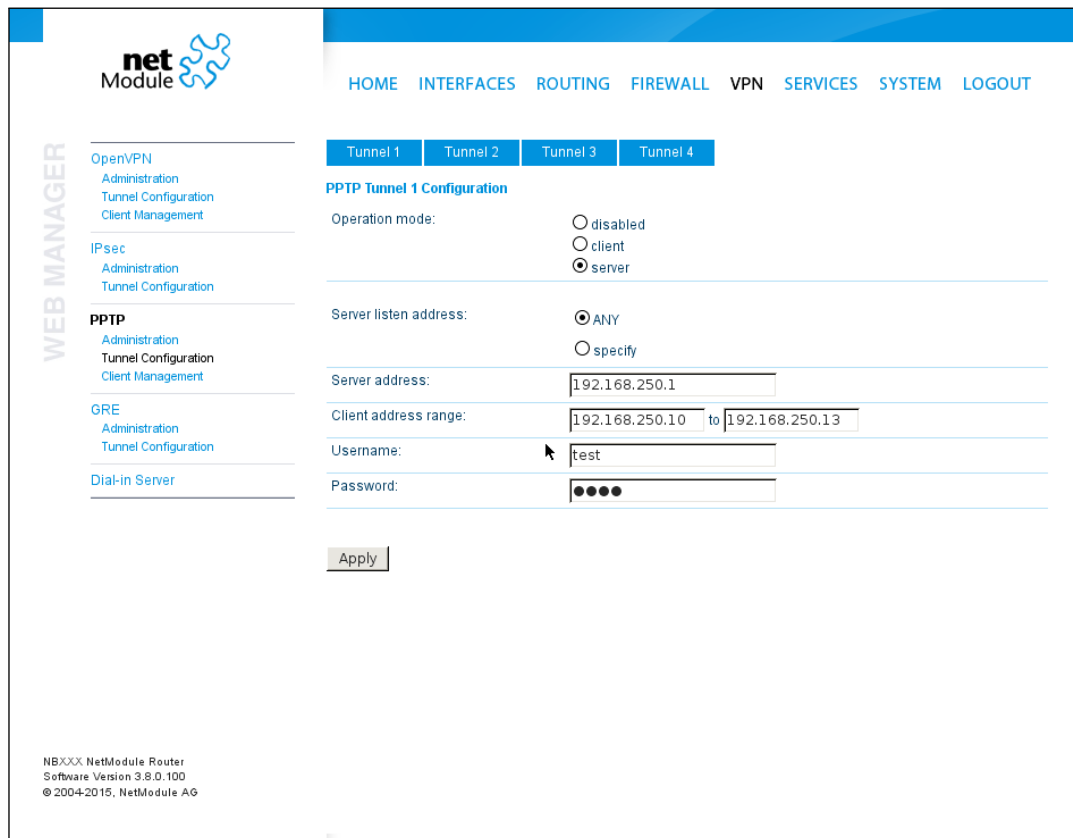 net
Module
HOME INTERFACES ROUTING FIREWALL VPN SERVICES SYSTEM LOGOUT
WEB MANAGER
OpenVPN
Administration
Tunnel Configuration
Client Management
IPsec
Administration
Tunnel Configuration
PPTP
Administration
Tunnel Configuration
Client Management
GRE
Administration
Tunnel Configuration
Dial-in Server
Tunnel 1 Tunnel 2 Tunnel 3 Tunnel 4
PPTP Tunnel 1 Configuration
Operation mode:
disabled
client
server
Server listen address:
ANY
specify
Server address: 192.168.250.1
Client address range: 192.168.250.10 to 192.168.250.13
Username: test
Password: ●●●●
Apply
NBXXX NetModule Router
Software Version 3.8.0.100
© 2004-2015, NetModule AG